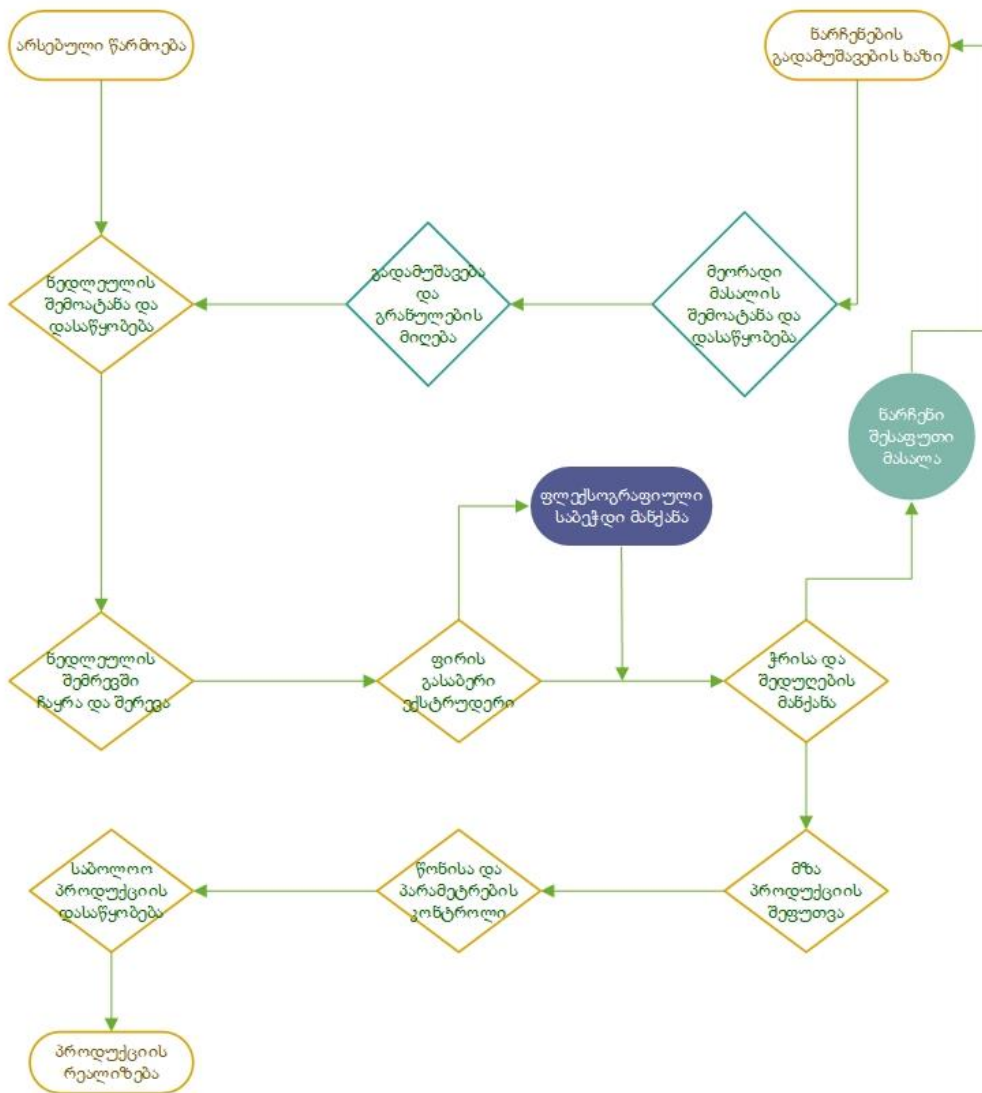 არსებული წარმოება
ნარჩენების
გადამუშავების ხაზი
ნედლეულის
შემოატანა და
დასაწყობება
გადამუშავება
და
გრანულების
მიღება
მეორადი
მასალის
შემოატანა და
დასაწყობება
ნარჩენი
შესაფუთი
მასალა
ფლექსოგრაფიული
საბეჭდი მანქანა
ნედლეულის
შემრევში
ჩაყრა და შერევა
ფირის
გასაბერი
ექსტრუდერი
ჭრისა და
შედუღების
მანქანა
საბოლოო
პროდუქციის
დასაწყობება
წონისა და
პარამეტრების
კონტროლი
მზა
პროდუქციის
შეფუთვა
პროდუქციის
რეალიზება